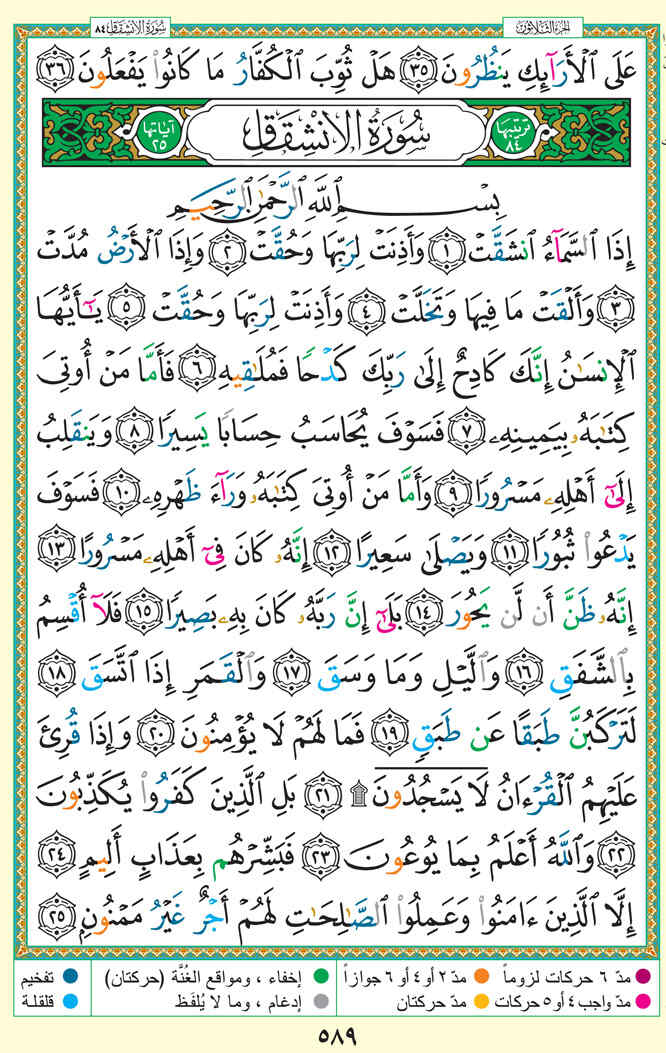 الجزء الثلاثون
سُورَةُ الانشِقَاق ٨٤
عَلَى ٱلْأَرَآئِكِ يَنظُرُونَ ٣٥ هَلْ ثُوِّبَ ٱلْكُفَّارُ مَا كَانُوا۟ يَفْعَلُونَ ٣٦
ترتيبها ٨٤ سُورَةُ الانْشِقَاقِ آياتها ٢٥
بِسْمِ ٱللَّهِ ٱلرَّحْمَٰنِ ٱلرَّحِيمِ
إِذَا ٱلسَّمَآءُ ٱنشَقَّتْ ١ وَأَذِنَتْ لِرَبِّهَا وَحُقَّتْ ٢ وَإِذَا ٱلْأَرْضُ مُدَّتْ
٣ وَأَلْقَتْ مَا فِيهَا وَتَخَلَّتْ ٤ وَأَذِنَتْ لِرَبِّهَا وَحُقَّتْ ٥ يَٰٓأَيُّهَا
ٱلْإِنسَٰنُ إِنَّكَ كَادِحٌ إِلَىٰ رَبِّكَ كَدْحًا فَمُلَٰقِيهِ ٦ فَأَمَّا مَنْ أُوتِىَ
كِتَٰبَهُۥ بِيَمِينِهِۦ ٧ فَسَوْفَ يُحَاسَبُ حِسَابًا يَسِيرًا ٨ وَيَنقَلِبُ
إِلَىٰٓ أَهْلِهِۦ مَسْرُورًا ٩ وَأَمَّا مَنْ أُوتِىَ كِتَٰبَهُۥ وَرَآءَ ظَهْرِهِۦ ١٠ فَسَوْفَ
يَدْعُوا۟ ثُبُورًا ١١ وَيَصْلَىٰ سَعِيرًا ١٢ إِنَّهُۥ كَانَ فِىٓ أَهْلِهِۦ مَسْرُورًا ١٣
إِنَّهُۥ ظَنَّ أَن لَّن يَحُورَ ١٤ بَلَىٰٓ إِنَّ رَبَّهُۥ كَانَ بِهِۦ بَصِيرًا ١٥ فَلَآ أُقْسِمُ
بِٱلشَّفَقِ ١٦ وَٱلَّيْلِ وَمَا وَسَقَ ١٧ وَٱلْقَمَرِ إِذَا ٱتَّسَقَ ١٨
لَتَرْكَبُنَّ طَبَقًا عَن طَبَقٍ ١٩ فَمَا لَهُمْ لَا يُؤْمِنُونَ ٢٠ وَإِذَا قُرِئَ
عَلَيْهِمُ ٱلْقُرْءَانُ لَا يَسْجُدُونَ ۩ ٢١ بَلِ ٱلَّذِينَ كَفَرُوا۟ يُكَذِّبُونَ
٢٢ وَٱللَّهُ أَعْلَمُ بِمَا يُوعُونَ ٢٣ فَبَشِّرْهُم بِعَذَابٍ أَلِيمٍ ٢٤
إِلَّا ٱلَّذِينَ ءَامَنُوا۟ وَعَمِلُوا۟ ٱلصَّٰلِحَٰتِ لَهُمْ أَجْرٌ غَيْرُ مَمْنُونٍۭ ٢٥
مدّ ٦ حركات لزوماً مدّ ٢ أو ٤ أو ٦ جوازاً إخفاء ، ومواقع الغُنَّة (حركتان) تفخيم
مدّ واجب ٤ أو ٥ حركات مدّ حركتان إدغام ، وما لا يُلفَظ قلقلة
٥٨٩